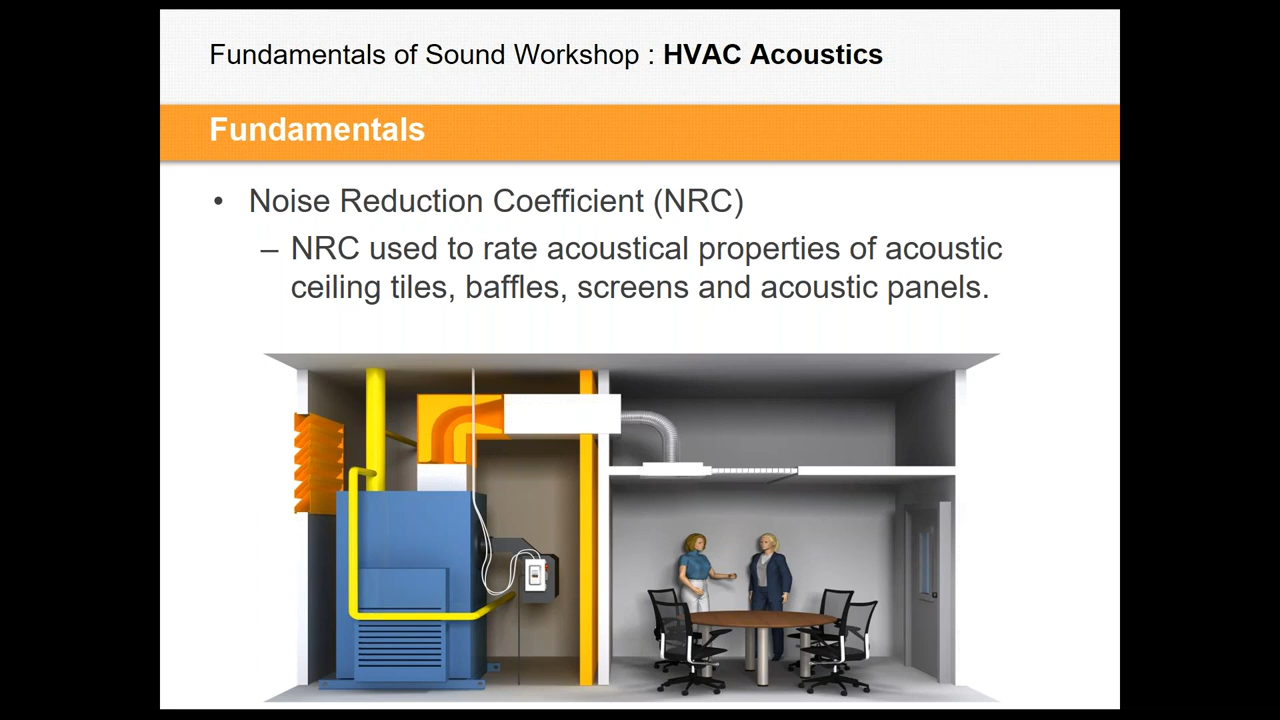 Fundamentals of Sound Workshop : HVAC Acoustics
Fundamentals
• Noise Reduction Coefficient (NRC)
– NRC used to rate acoustical properties of acoustic
ceiling tiles, baffles, screens and acoustic panels.